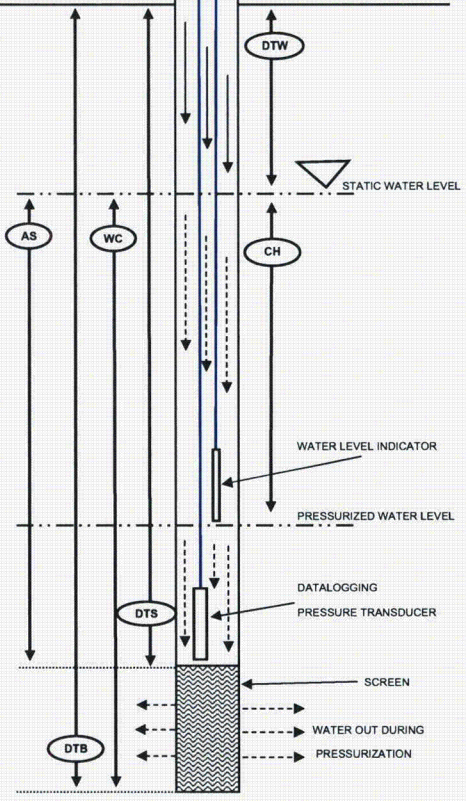 DTW
STATIC WATER LEVEL
AS
WC
CH
WATER LEVEL INDICATOR
PRESSURIZED WATER LEVEL
DATALOGGING
PRESSURE TRANSDUCER
DTS
SCREEN
WATER OUT DURING
PRESSURIZATION
DTB